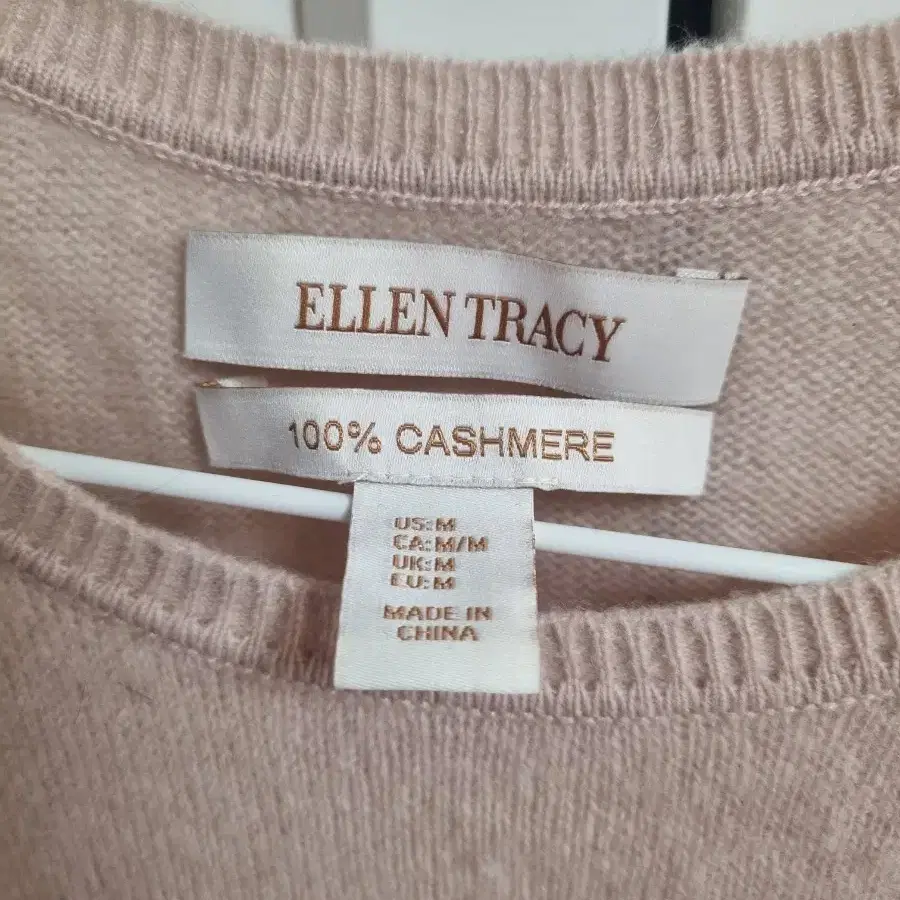 ELLEN TRACY
100% CASHMERE
US:M
CA:M/M
UK:M
EU:M
MADE IN
CHINA